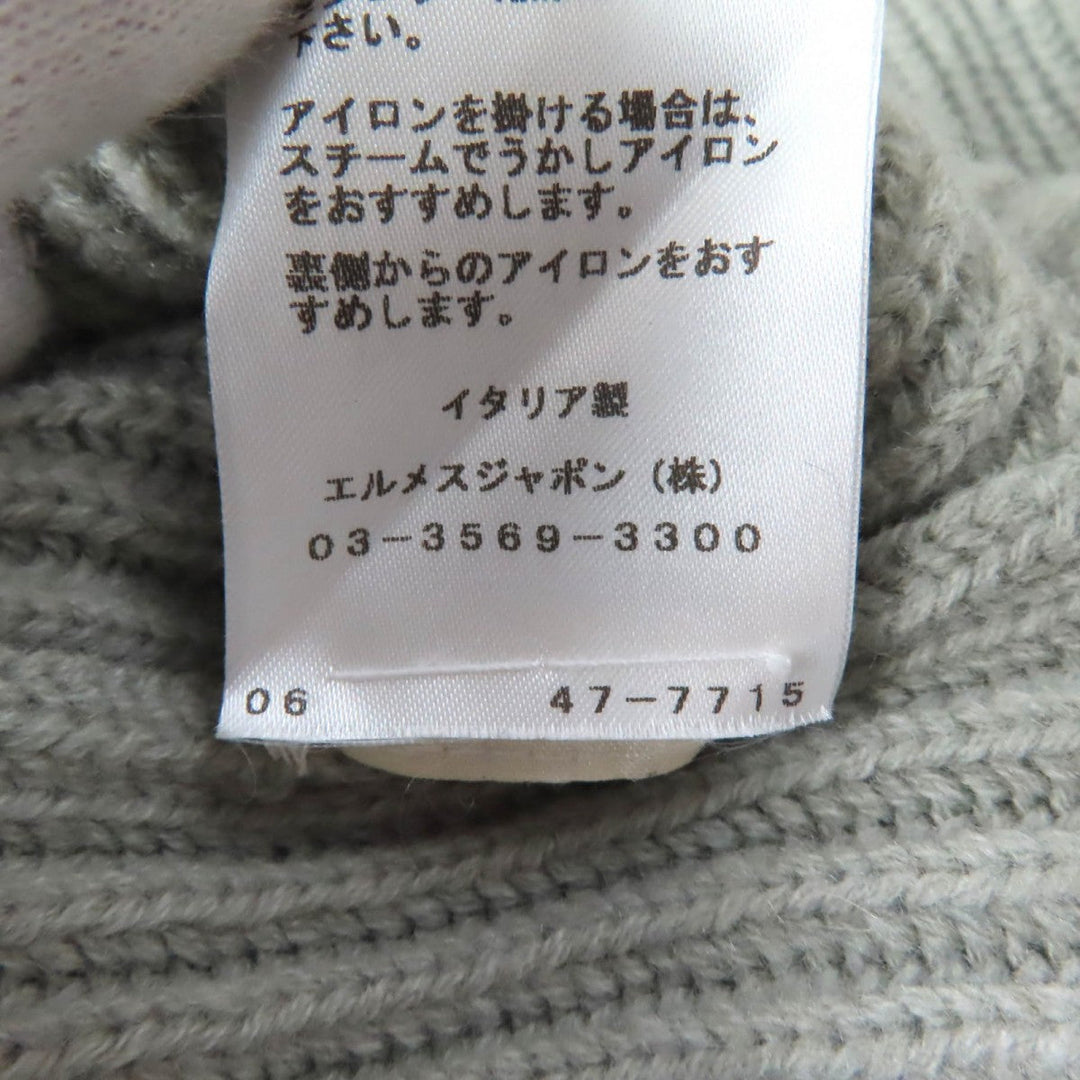 下さい。
アイロンを掛ける場合は、
スチームでうかしアイロン
をおすすめします。
裏側からのアイロンをおす
すめします。
イタリア製
エルメスジャポン（株）
03-3569-3300
06 47-7715